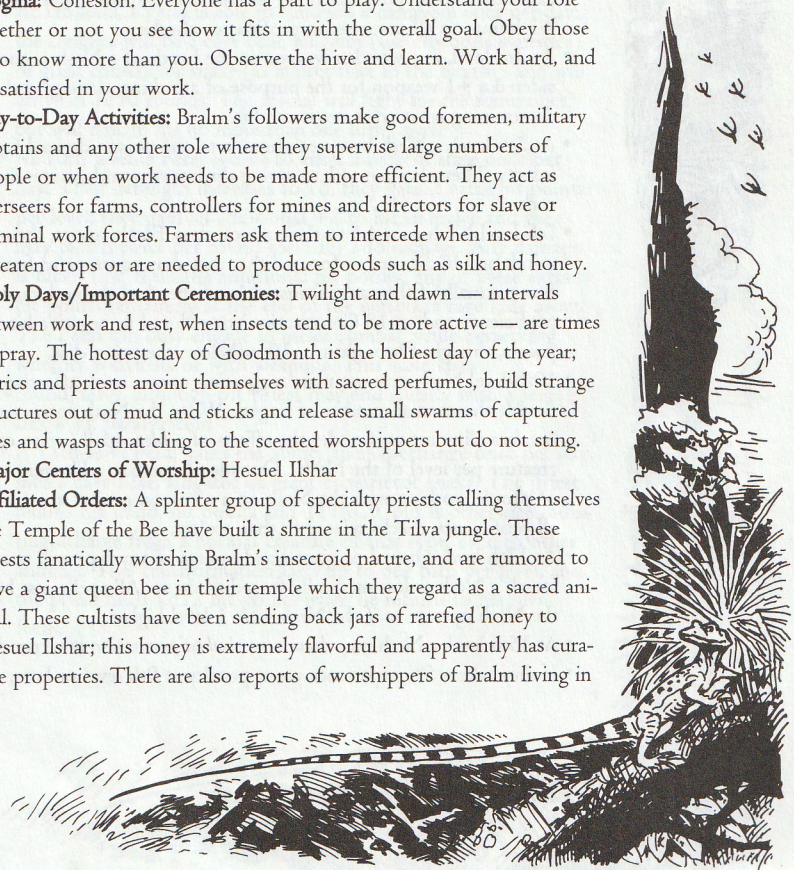 ogma: Cohesion. Everyone has a part to play. Understand your role
ether or not you see how it fits in with the overall goal. Obey those
o know more than you. Observe the hive and learn. Work hard, and
satisfied in your work.
y-to-Day Activities: Bralm's followers make good foremen, military
ptains and any other role where they supervise large numbers of
ople or when work needs to be made more efficient. They act as
erseers for farms, controllers for mines and directors for slave or
minal work forces. Farmers ask them to intercede when insects
eaten crops or are needed to produce goods such as silk and honey.
oly Days/Important Ceremonies: Twilight and dawn — intervals
tween work and rest, when insects tend to be more active — are times
pray. The hottest day of Goodmonth is the holiest day of the year;
rics and priests anoint themselves with sacred perfumes, build strange
uctures out of mud and sticks and release small swarms of captured
es and wasps that cling to the scented worshippers but do not sting.
ajor Centers of Worship: Hesuel Ilshar
filiated Orders: A splinter group of specialty priests calling themselves
e Temple of the Bee have built a shrine in the Tilva jungle. These
ests fanatically worship Bralm's insectoid nature, and are rumored to
ve a giant queen bee in their temple which they regard as a sacred ani-
l. These cultists have been sending back jars of rarefied honey to
esuel Ilshar; this honey is extremely flavorful and apparently has cura-
e properties. There are also reports of worshippers of Bralm living in